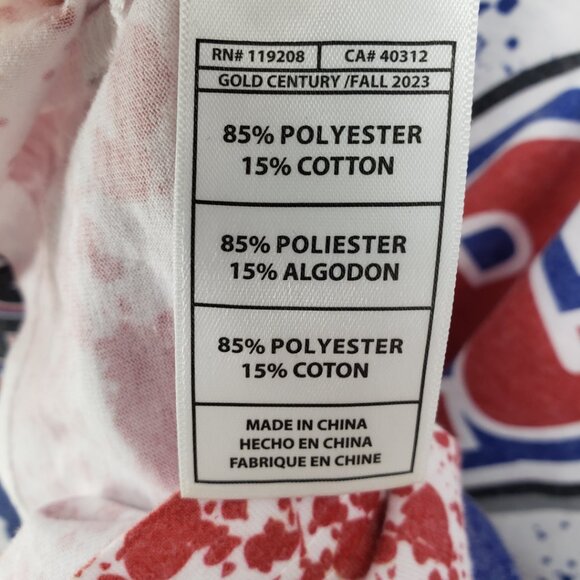 RN# 119208 CA# 40312
GOLD CENTURY /FALL 2023
85% POLYESTER
15% COTTON
85% POLIESTER
15% ALGODON
85% POLYESTER
15% COTON
MADE IN CHINA
HECHO EN CHINA
FABRIQUE EN CHINE